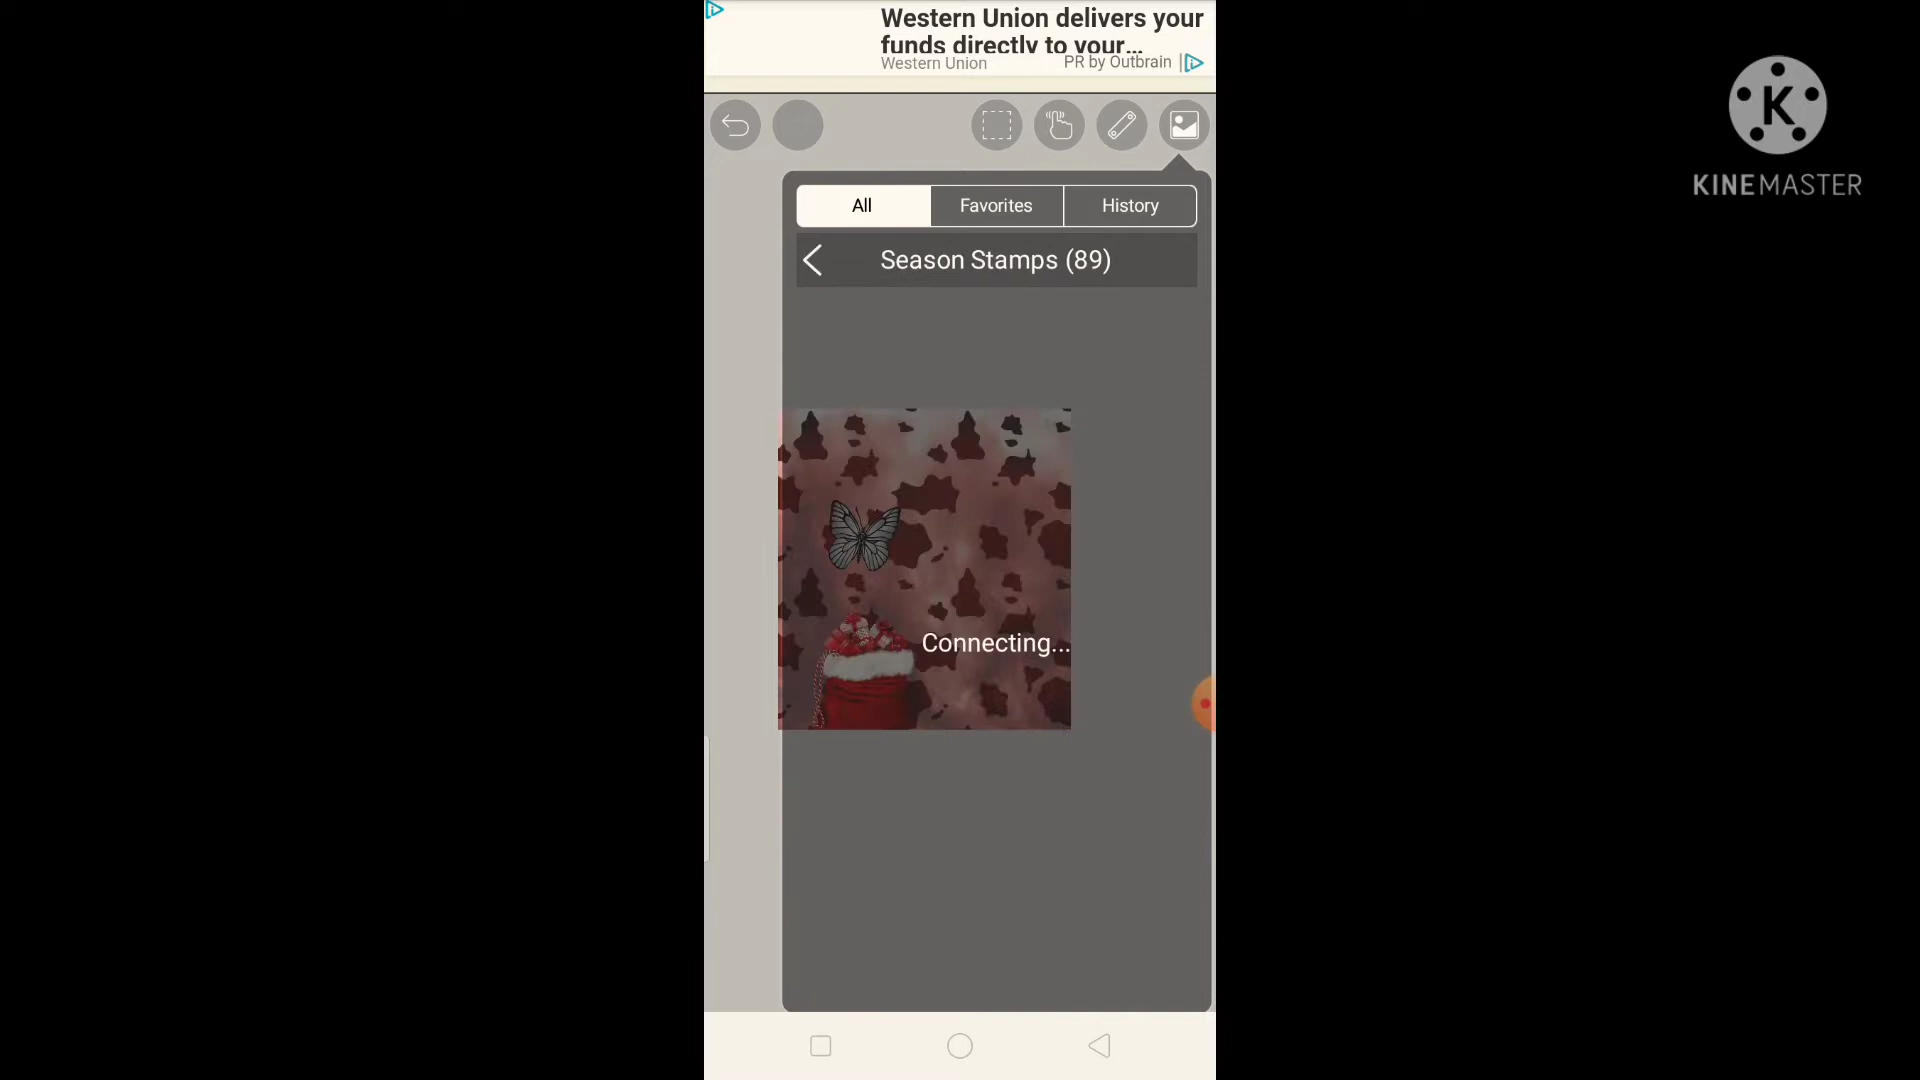 Western Union delivers your
funds directly to your...
Western Union
PR by Outbrain
K
KINEMASTER
All
Favorites
History
Season Stamps (89)
Connecting...